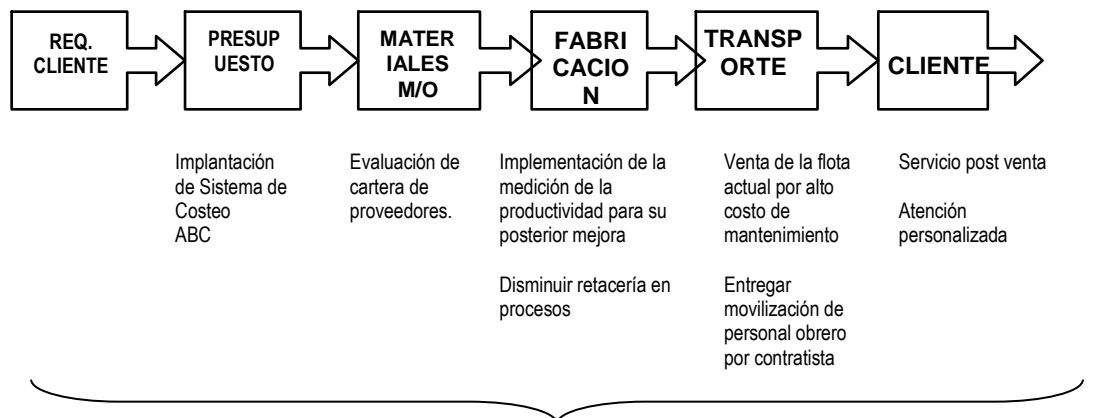 REQ.
CLIENTE
PRESUP
UESTO
MATER
IALES
M/O
FABRI
CACIO
N
TRANSP
ORTE
CLIENTE
Implantación
de Sistema de
Costeo
ABC
Evaluación de
cartera de
proveedores.
Implementación de la
medición de la
productividad para su
posterior mejora
Disminuir retacería en
procesos
Venta de la flota
actual por alto
costo de
mantenimiento
Entregar
movilización de
personal obrero
por contratista
Servicio post venta
Atención
personalizada